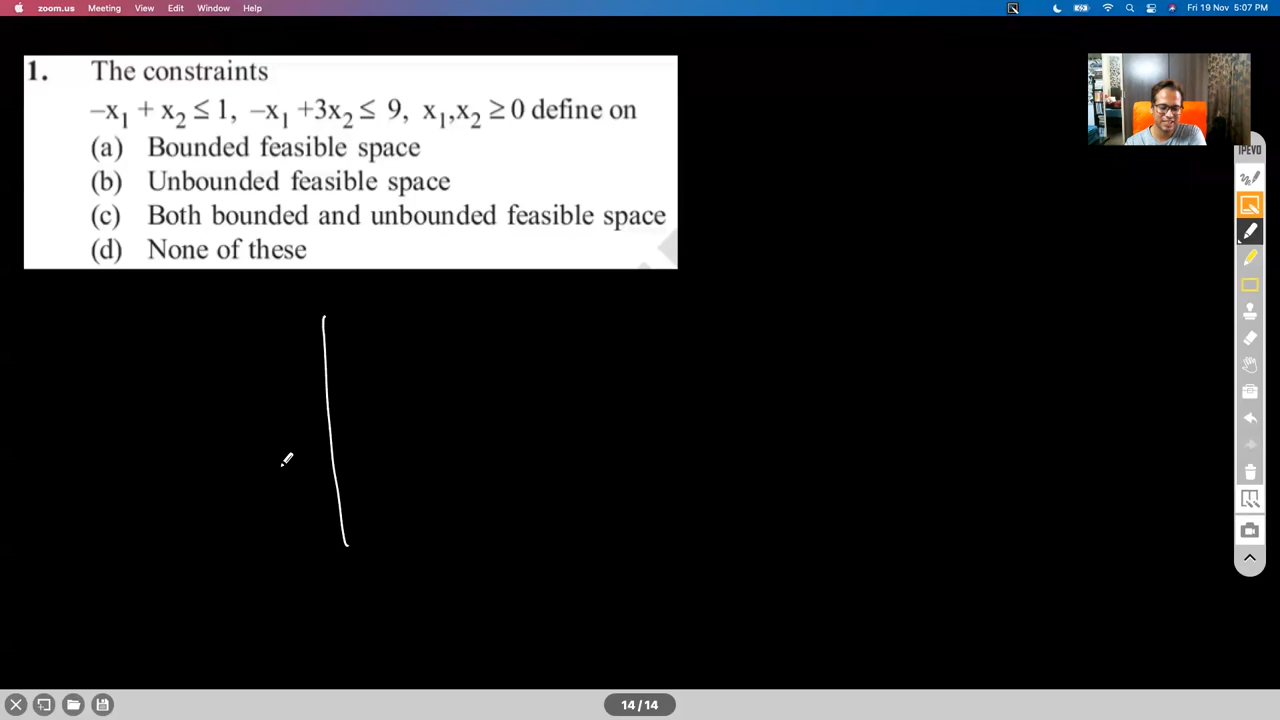 zoom.us Meeting View Edit Window Help Fri 19 Nov 5:07 PM
1. The constraints
–x₁ + x₂ ≤ 1, –x₁ +3x₂ ≤ 9, x₁,x₂ ≥ 0 define on
(a) Bounded feasible space
(b) Unbounded feasible space
(c) Both bounded and unbounded feasible space
(d) None of these
IPEVO
14 / 14